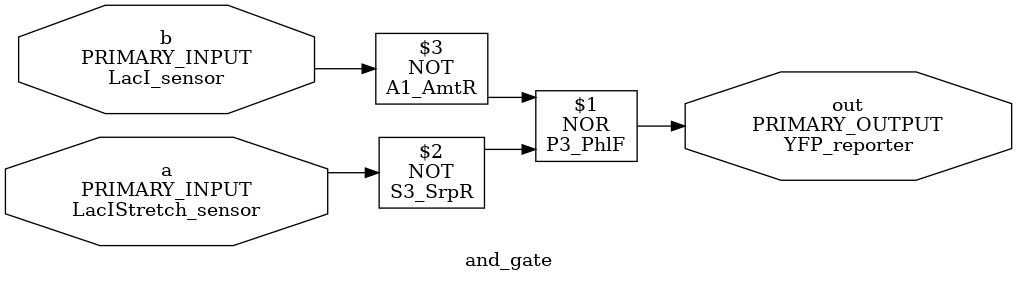 b
PRIMARY_INPUT
LacI_sensor
$3
NOT
A1_AmtR
a
PRIMARY_INPUT
LacIStretch_sensor
$2
NOT
S3_SrpR
$1
NOR
P3_PhlF
out
PRIMARY_OUTPUT
YFP_reporter
and_gate